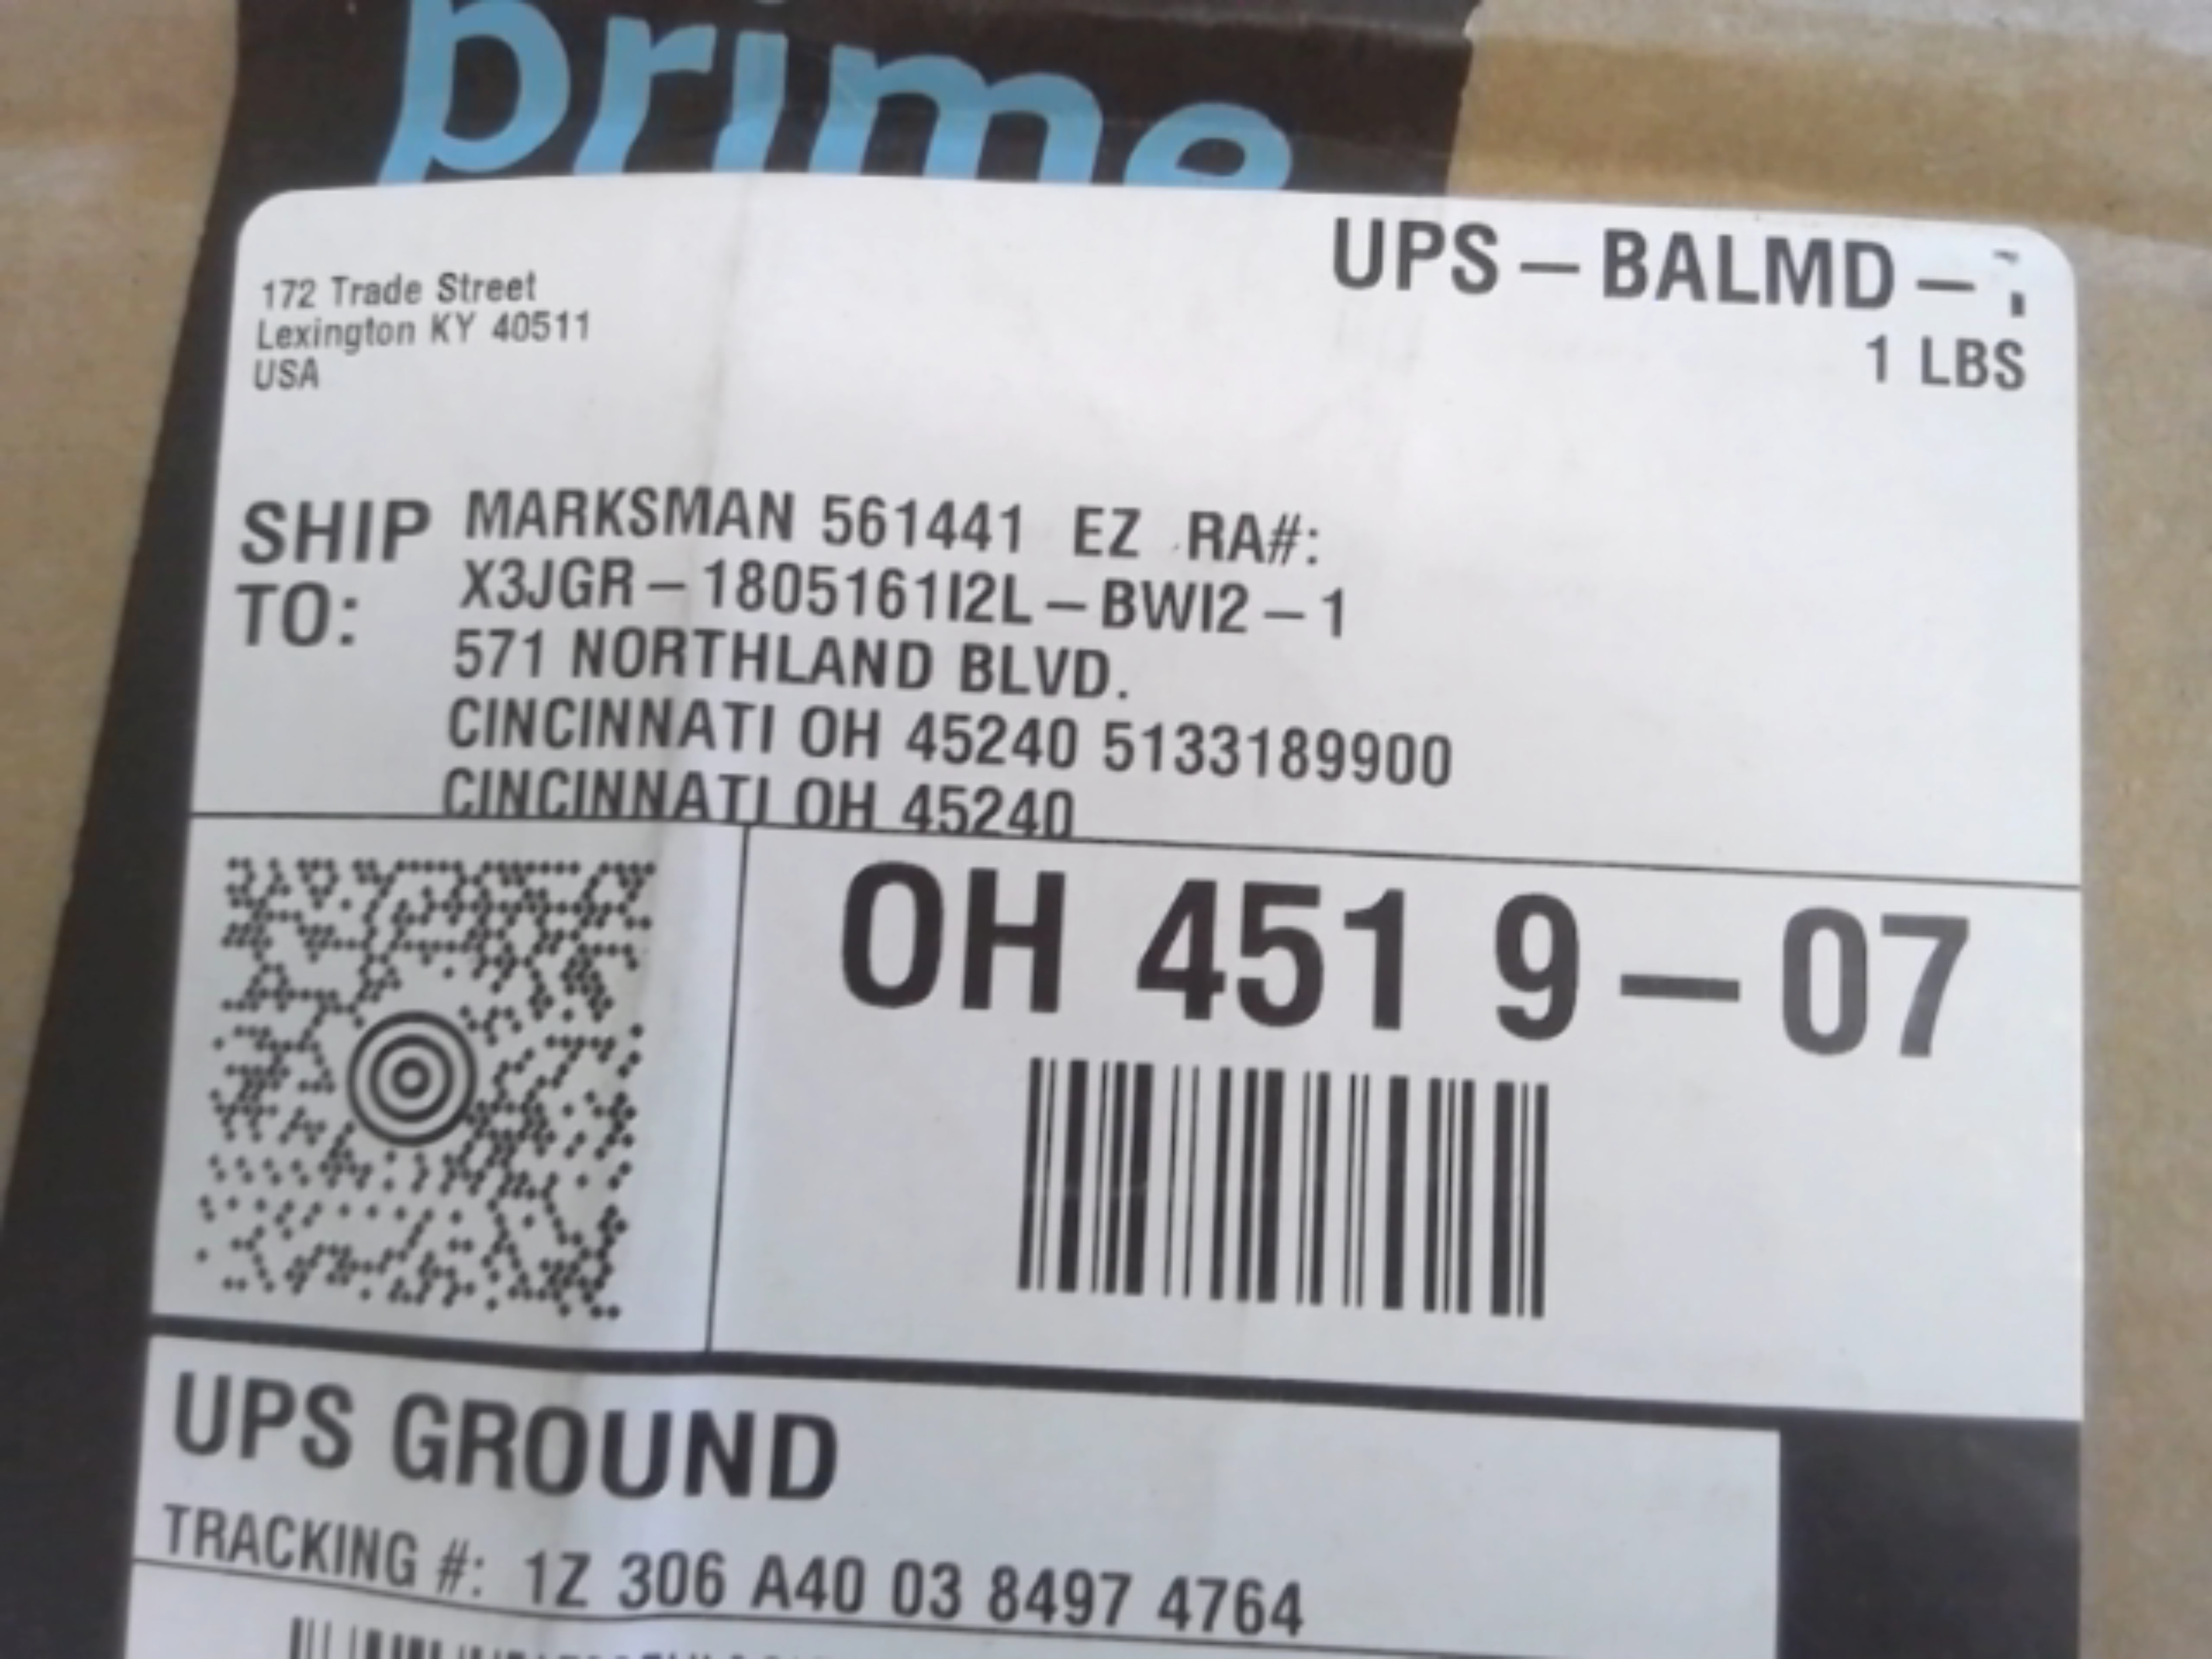 prime
UPS – BALMD –
1 LBS
172 Trade Street
Lexington KY 40511
USA
SHIP TO:
MARKSMAN 561441 EZ RA#:
X3JGR – 1805161I2L – BWI2 – 1
571 NORTHLAND BLVD.
CINCINNATI OH 45240 5133189900
CINCINNATI OH 45240
OH 451 9 – 07
UPS GROUND
TRACKING #: 1Z 306 A40 03 8497 4764